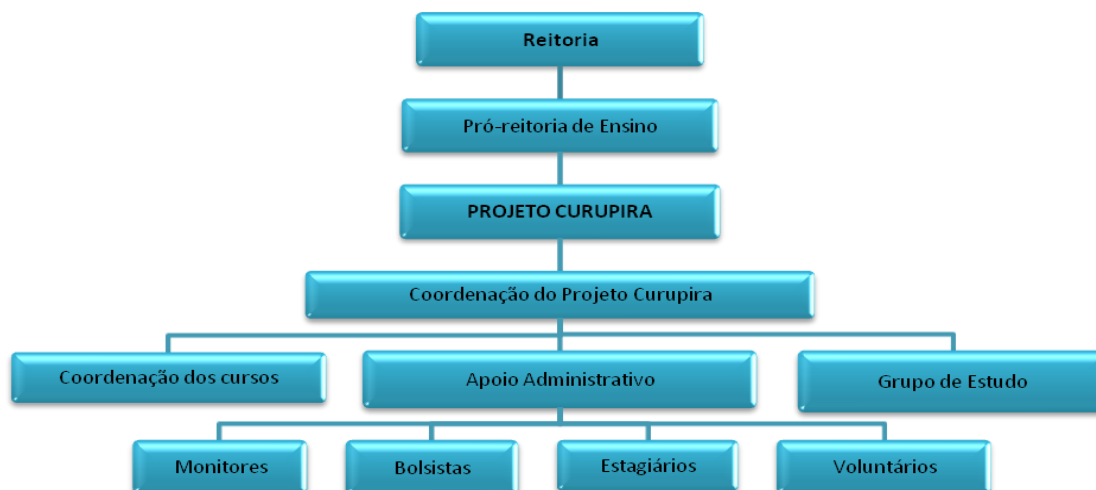 Reitoria
Pró-reitoria de Ensino
PROJETO CURUPIRA
Coordenação do Projeto Curupira
Coordenação dos cursos
Apoio Administrativo
Grupo de Estudo
Monitores
Bolsistas
Estagiários
Voluntários